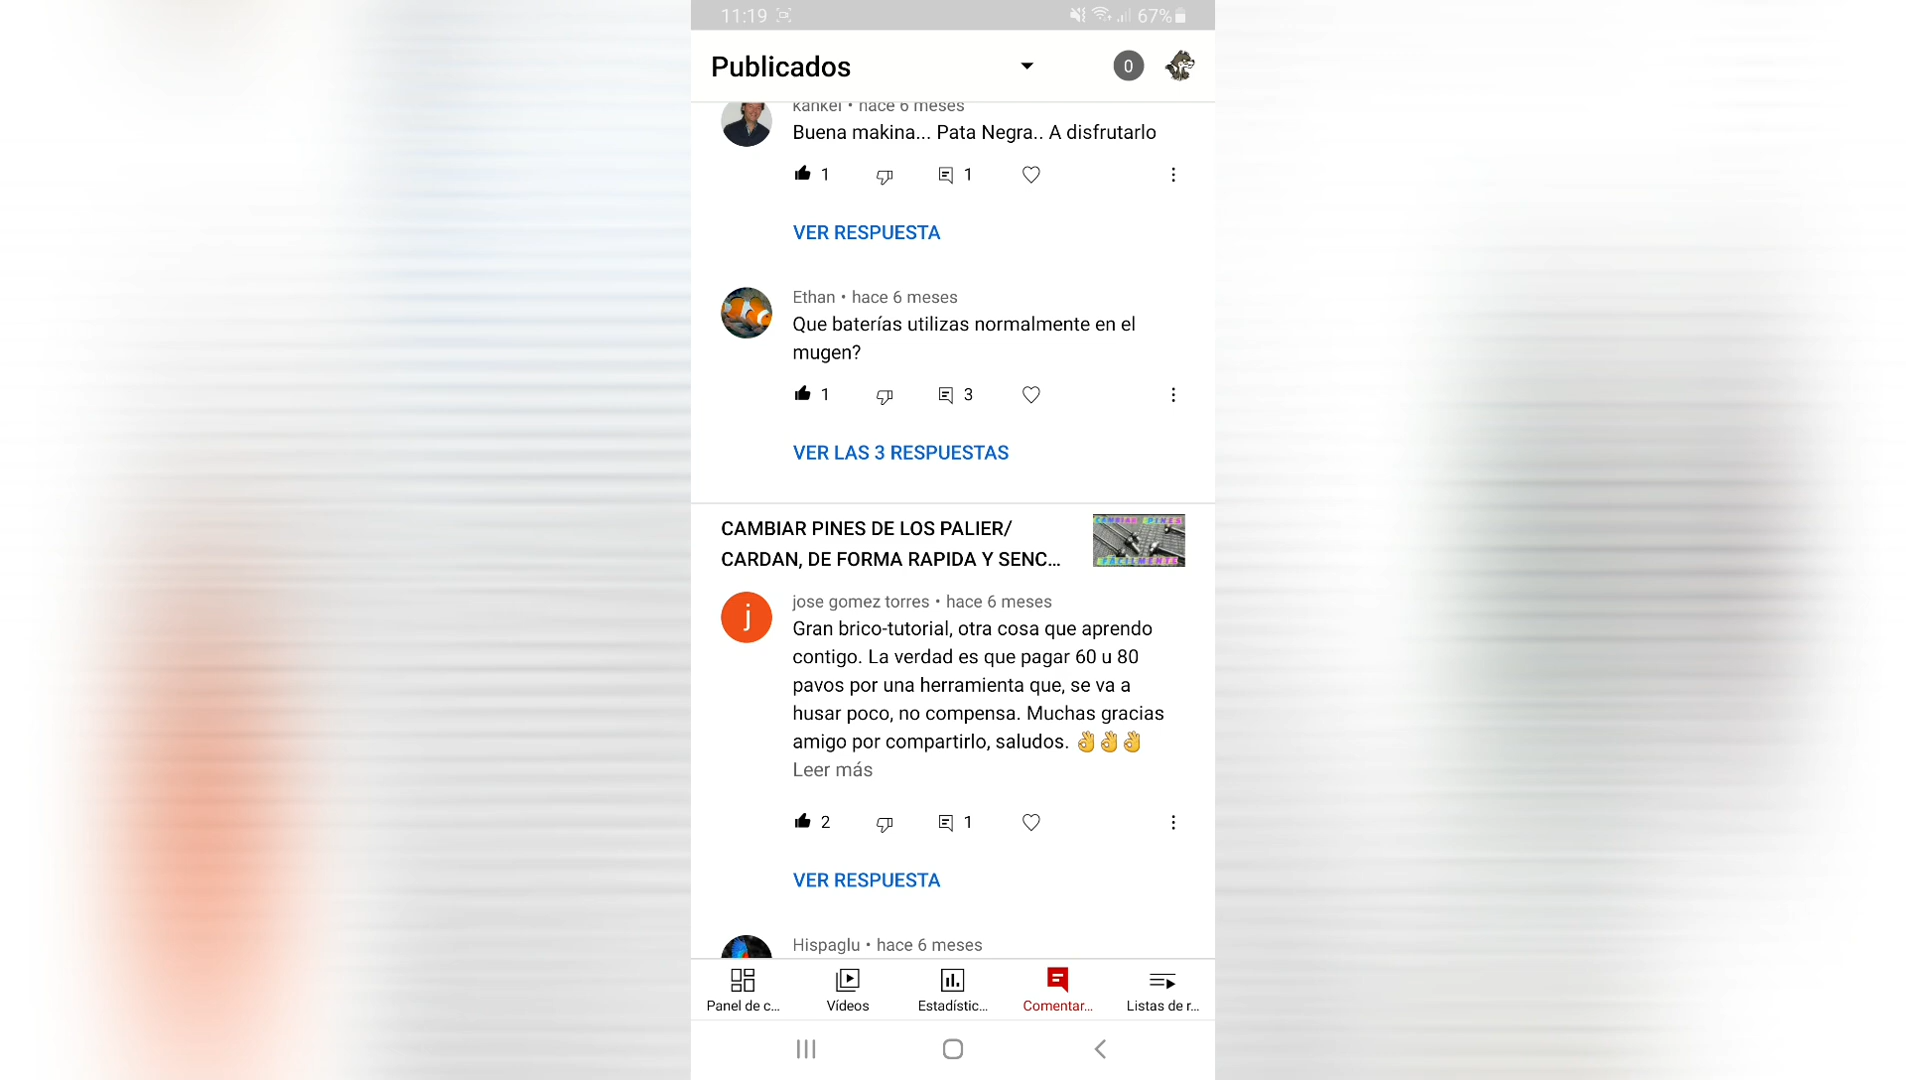 11:19
67%
Publicados
0
kankel • hace 6 meses
Buena makina... Pata Negra.. A disfrutarlo
1
1
VER RESPUESTA
Ethan • hace 6 meses
Que baterías utilizas normalmente en el
mugen?
1
3
VER LAS 3 RESPUESTAS
CAMBIAR PINES DE LOS PALIER/
CARDAN, DE FORMA RAPIDA Y SENC...
CAMBIAR PINES
FACILMENTE
jose gomez torres • hace 6 meses
j
Gran brico-tutorial, otra cosa que aprendo
contigo. La verdad es que pagar 60 u 80
pavos por una herramienta que, se va a
husar poco, no compensa. Muchas gracias
amigo por compartirlo, saludos. 👌👌👌
Leer más
2
1
VER RESPUESTA
Hispaglu • hace 6 meses
Panel de c...
Vídeos
Estadístic...
Comentar...
Listas de r...